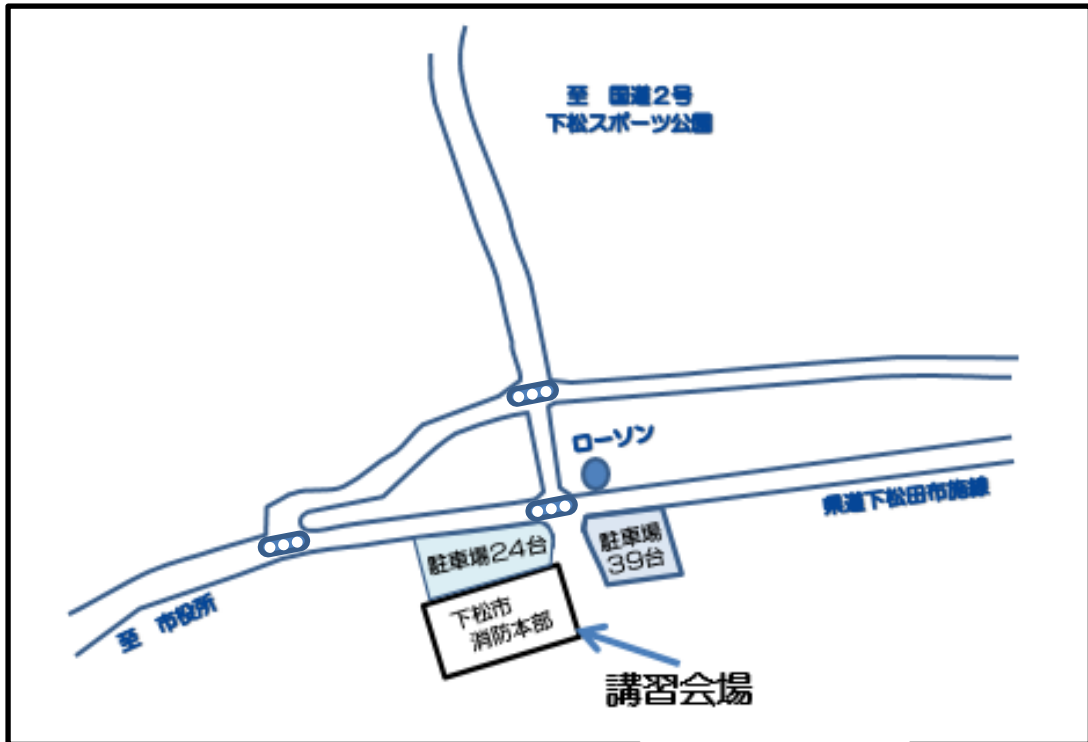 至　国道2号
下松スポーツ公園
ローソン
県道下松田市施線
駐車場24台
駐車場
39台
下松市
消防本部
至　市役所
講習会場